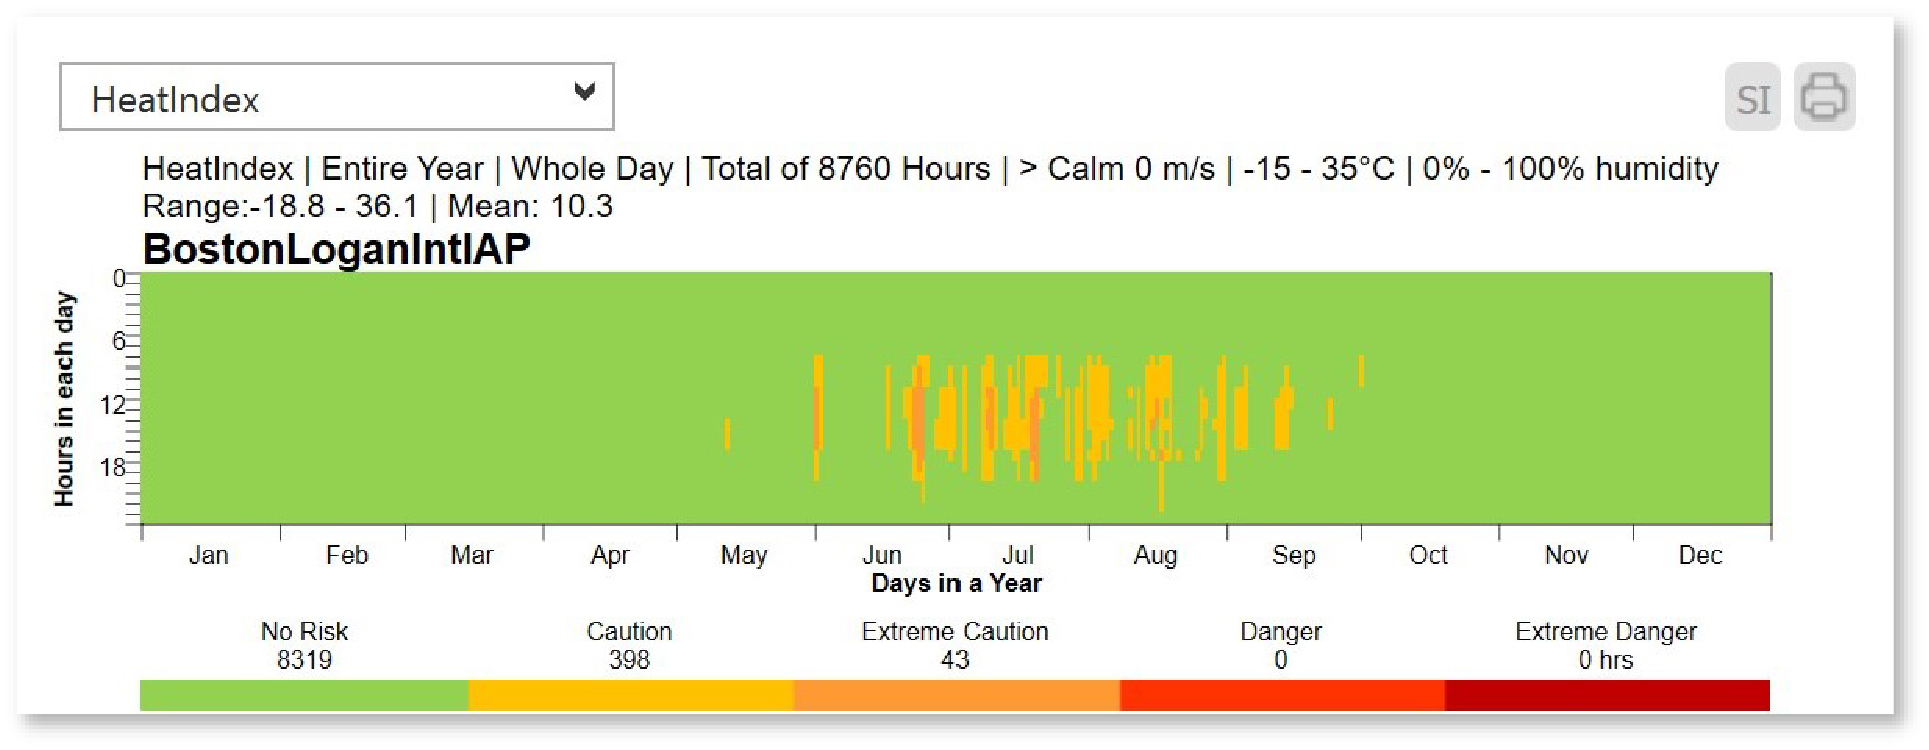 HeatIndex
SI
HeatIndex | Entire Year | Whole Day | Total of 8760 Hours | > Calm 0 m/s | -15 - 35°C | 0% - 100% humidity
Range:-18.8 - 36.1 | Mean: 10.3
BostonLoganIntlAP
Hours in each day
0
6
12
18
Jan Feb Mar Apr May Jun Jul Aug Sep Oct Nov Dec
Days in a Year
No Risk Caution Extreme Caution Danger Extreme Danger
8319 398 43 0 0 hrs